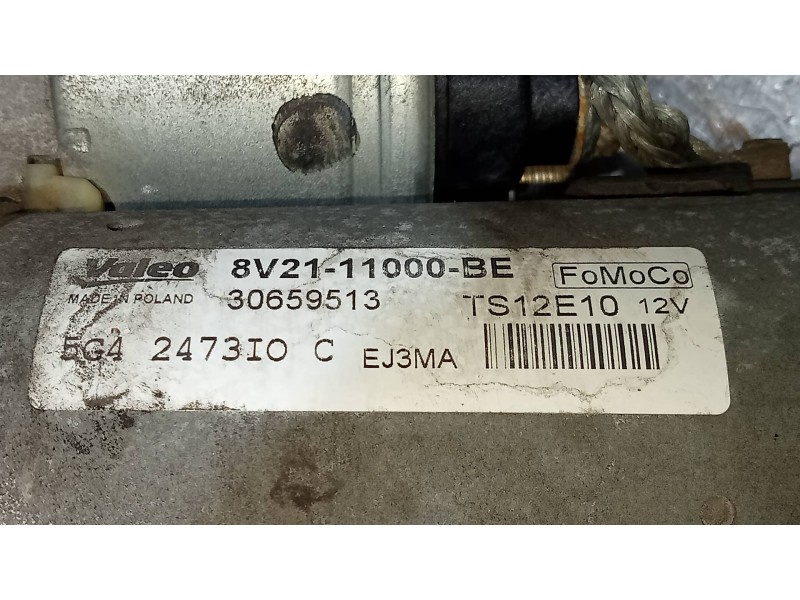 Valeo 8V21-11000-BE FoMoCo
MADE IN POLAND 30659513 TS12E10 12V
5G4 2473IO C EJ3MA